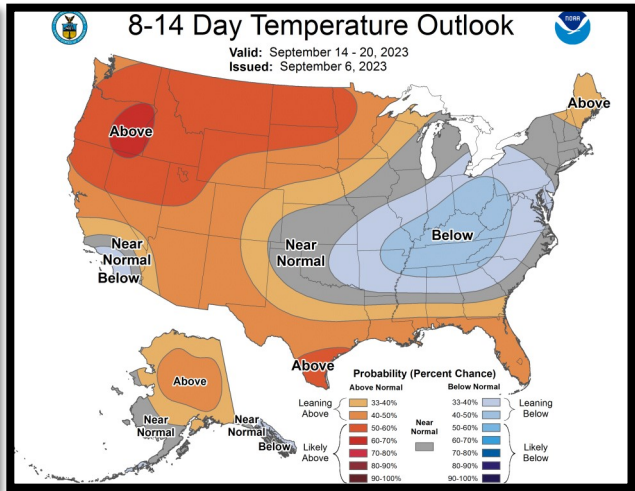 8-14 Day Temperature Outlook
Valid: September 14 - 20, 2023
Issued: September 6, 2023
NOAA
Above
Above
Near
Normal
Below
Near
Normal
Below
Above
Above
Near
Normal
Near
Normal
Below
Probability (Percent Chance)
Above Normal
Below Normal
Leaning
Above
33-40%
40-50%
50-60%
60-70%
70-80%
80-90%
90-100%
Likely
Above
Near
Normal
33-40%
40-50%
50-60%
60-70%
70-80%
80-90%
90-100%
Leaning
Below
Likely
Below